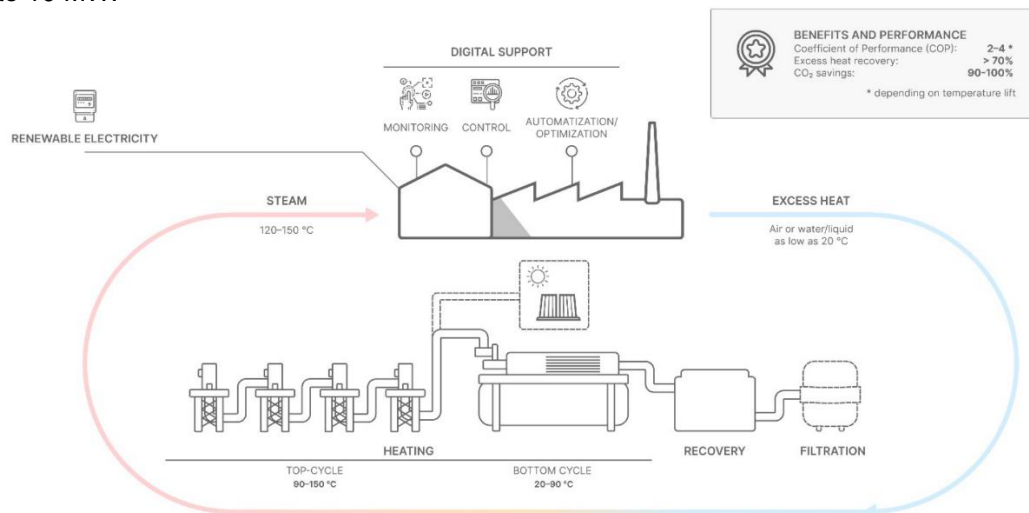 BENEFITS AND PERFORMANCE
Coefficient of Performance (COP): 2–4 *
Excess heat recovery: > 70%
CO₂ savings: 90-100%
* depending on temperature lift
DIGITAL SUPPORT
MONITORING
CONTROL
AUTOMATIZATION/
OPTIMIZATION
RENEWABLE ELECTRICITY
STEAM
120–150 °C
EXCESS HEAT
Air or water/liquid
as low as 20 °C
HEATING
RECOVERY
FILTRATION
TOP-CYCLE
90–150 °C
BOTTOM CYCLE
20–90 °C